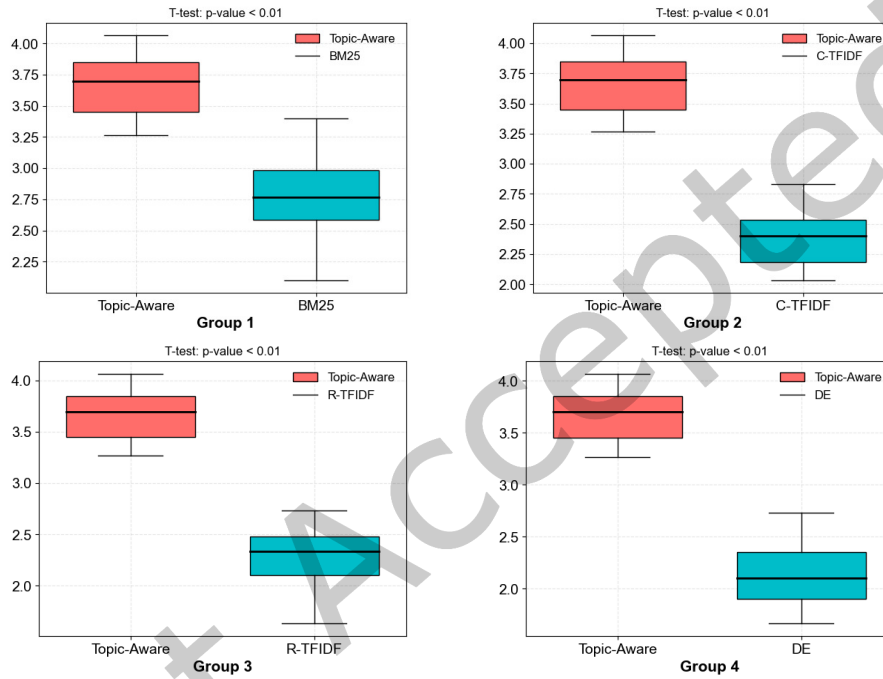 T-test: p-value < 0.01
Topic-Aware
BM25
4.00
3.75
3.50
3.25
3.00
2.75
2.50
2.25
Topic-Aware
BM25
Group 1
T-test: p-value < 0.01
Topic-Aware
C-TFIDF
4.00
3.75
3.50
3.25
3.00
2.75
2.50
2.25
2.00
Topic-Aware
C-TFIDF
Group 2
T-test: p-value < 0.01
Topic-Aware
R-TFIDF
4.0
3.5
3.0
2.5
2.0
Topic-Aware
R-TFIDF
Group 3
T-test: p-value < 0.01
Topic-Aware
DE
4.0
3.5
3.0
2.5
2.0
Topic-Aware
DE
Group 4
t Accepted